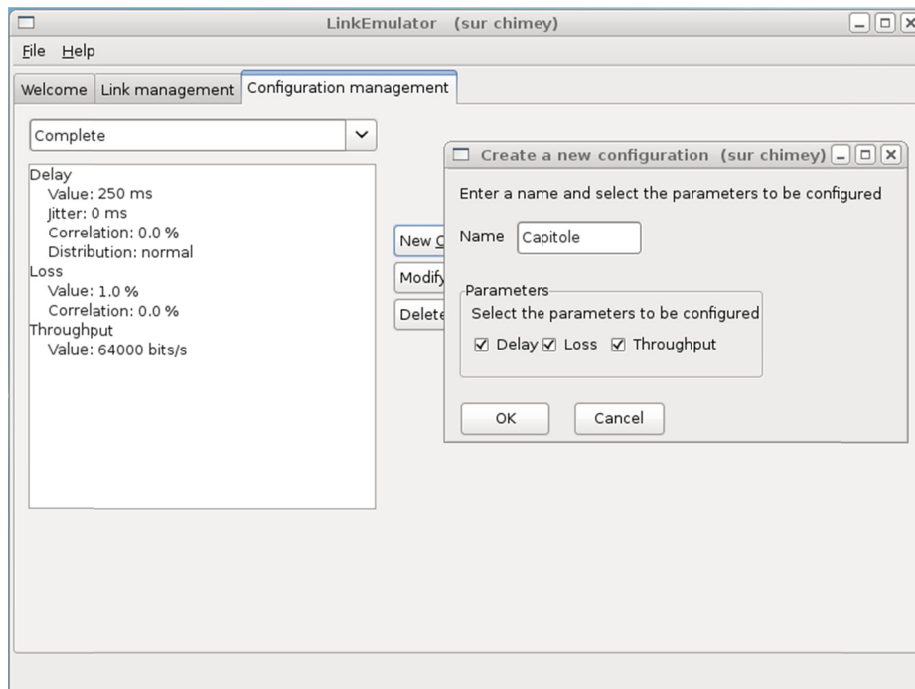 LinkEmulator (sur chimey)
File Help
Welcome Link management Configuration management
Complete
Delay
Value: 250 ms
Jitter: 0 ms
Correlation: 0.0 %
Distribution: normal
Loss
Value: 1.0 %
Correlation: 0.0 %
Throughput
Value: 64000 bits/s
New C
Modify
Delete
Create a new configuration (sur chimey)
Enter a name and select the parameters to be configured
Name Capitole
Parameters
Select the parameters to be configured
Delay Loss Throughput
OK Cancel